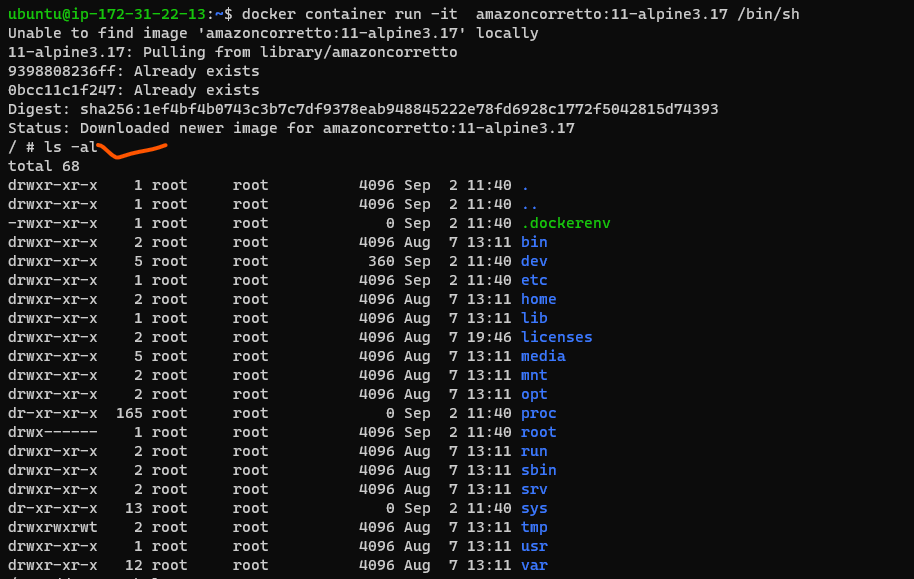 ubuntu@ip-172-31-22-13:~$ docker container run -it  amazoncorretto:11-alpine3.17 /bin/sh
Unable to find image 'amazoncorretto:11-alpine3.17' locally
11-alpine3.17: Pulling from library/amazoncorretto
9398808236ff: Already exists
0bcc11c1f247: Already exists
Digest: sha256:1ef4bf4b0743c3b7c7df9378eab948845222e78fd6928c1772f5042815d74393
Status: Downloaded newer image for amazoncorretto:11-alpine3.17
/ # ls -al
total 68
drwxr-xr-x    1 root     root          4096 Sep  2 11:40 .
drwxr-xr-x    1 root     root          4096 Sep  2 11:40 ..
-rwxr-xr-x    1 root     root             0 Sep  2 11:40 .dockerenv
drwxr-xr-x    2 root     root          4096 Aug  7 13:11 bin
drwxr-xr-x    5 root     root           360 Sep  2 11:40 dev
drwxr-xr-x    1 root     root          4096 Sep  2 11:40 etc
drwxr-xr-x    2 root     root          4096 Aug  7 13:11 home
drwxr-xr-x    1 root     root          4096 Aug  7 13:11 lib
drwxr-xr-x    2 root     root          4096 Aug  7 19:46 licenses
drwxr-xr-x    5 root     root          4096 Aug  7 13:11 media
drwxr-xr-x    2 root     root          4096 Aug  7 13:11 mnt
drwxr-xr-x    2 root     root          4096 Aug  7 13:11 opt
dr-xr-xr-x  165 root     root             0 Sep  2 11:40 proc
drwx------    1 root     root          4096 Sep  2 11:40 root
drwxr-xr-x    2 root     root          4096 Aug  7 13:11 run
drwxr-xr-x    2 root     root          4096 Aug  7 13:11 sbin
drwxr-xr-x    2 root     root          4096 Aug  7 13:11 srv
dr-xr-xr-x   13 root     root             0 Sep  2 11:40 sys
drwxrwxrwt    2 root     root          4096 Aug  7 13:11 tmp
drwxr-xr-x    1 root     root          4096 Aug  7 13:11 usr
drwxr-xr-x   12 root     root          4096 Aug  7 13:11 var